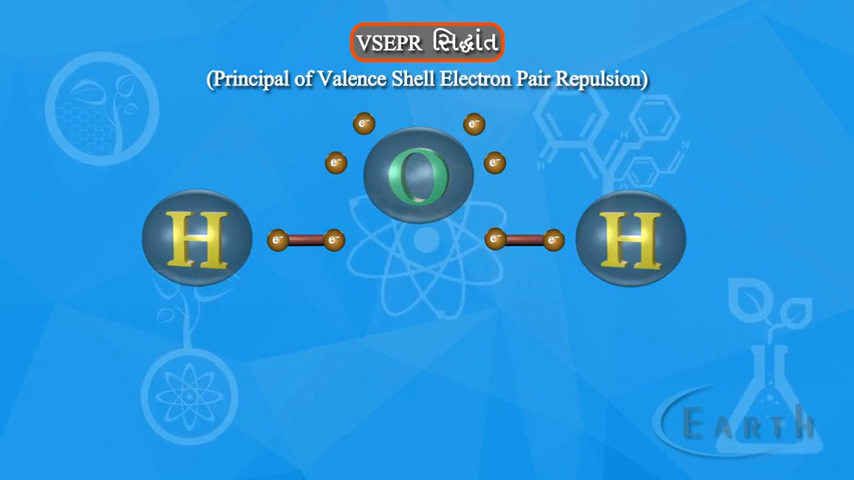 VSEPR સિદ્ધાંત
(Principal of Valence Shell Electron Pair Repulsion)
e⁻ e⁻
e⁻ O e⁻
H e⁻ e⁻ e⁻ e⁻ H
H
N
H
O
EARTH